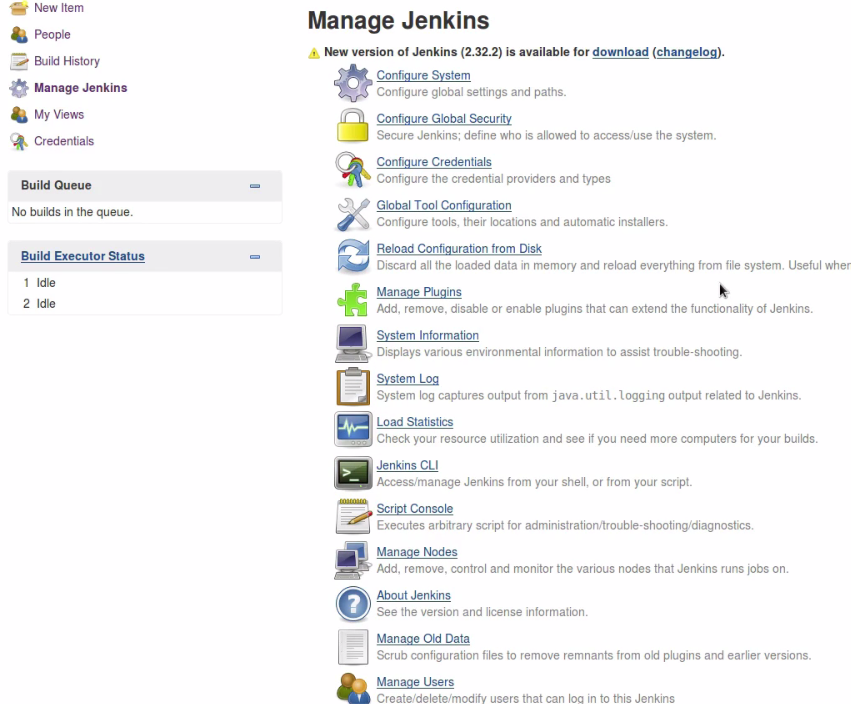 New Item
People
Build History
Manage Jenkins
My Views
Credentials
Build Queue
No builds in the queue.
Build Executor Status
1 Idle
2 Idle
Manage Jenkins
New version of Jenkins (2.32.2) is available for download (changelog).
Configure System
Configure global settings and paths.
Configure Global Security
Secure Jenkins; define who is allowed to access/use the system.
Configure Credentials
Configure the credential providers and types
Global Tool Configuration
Configure tools, their locations and automatic installers.
Reload Configuration from Disk
Discard all the loaded data in memory and reload everything from file system. Useful
Manage Plugins
Add, remove, disable or enable plugins that can extend the functionality of Jenkins.
System Information
Displays various environmental information to assist trouble-shooting.
System Log
System log captures output from java.util.logging output related to Jenkins.
Load Statistics
Check your resource utilization and see if you need more computers for your builds.
Jenkins CLI
Access/manage Jenkins from your shell, or from your script.
Script Console
Executes arbitrary script for administration/trouble-shooting/diagnostics.
Manage Nodes
Add, remove, control and monitor the various nodes that Jenkins runs jobs on.
About Jenkins
See the version and license information.
Manage Old Data
Scrub configuration files to remove remnants from old plugins and earlier versions.
Manage Users
Create/delete/modify users that can log in to this Jenkins